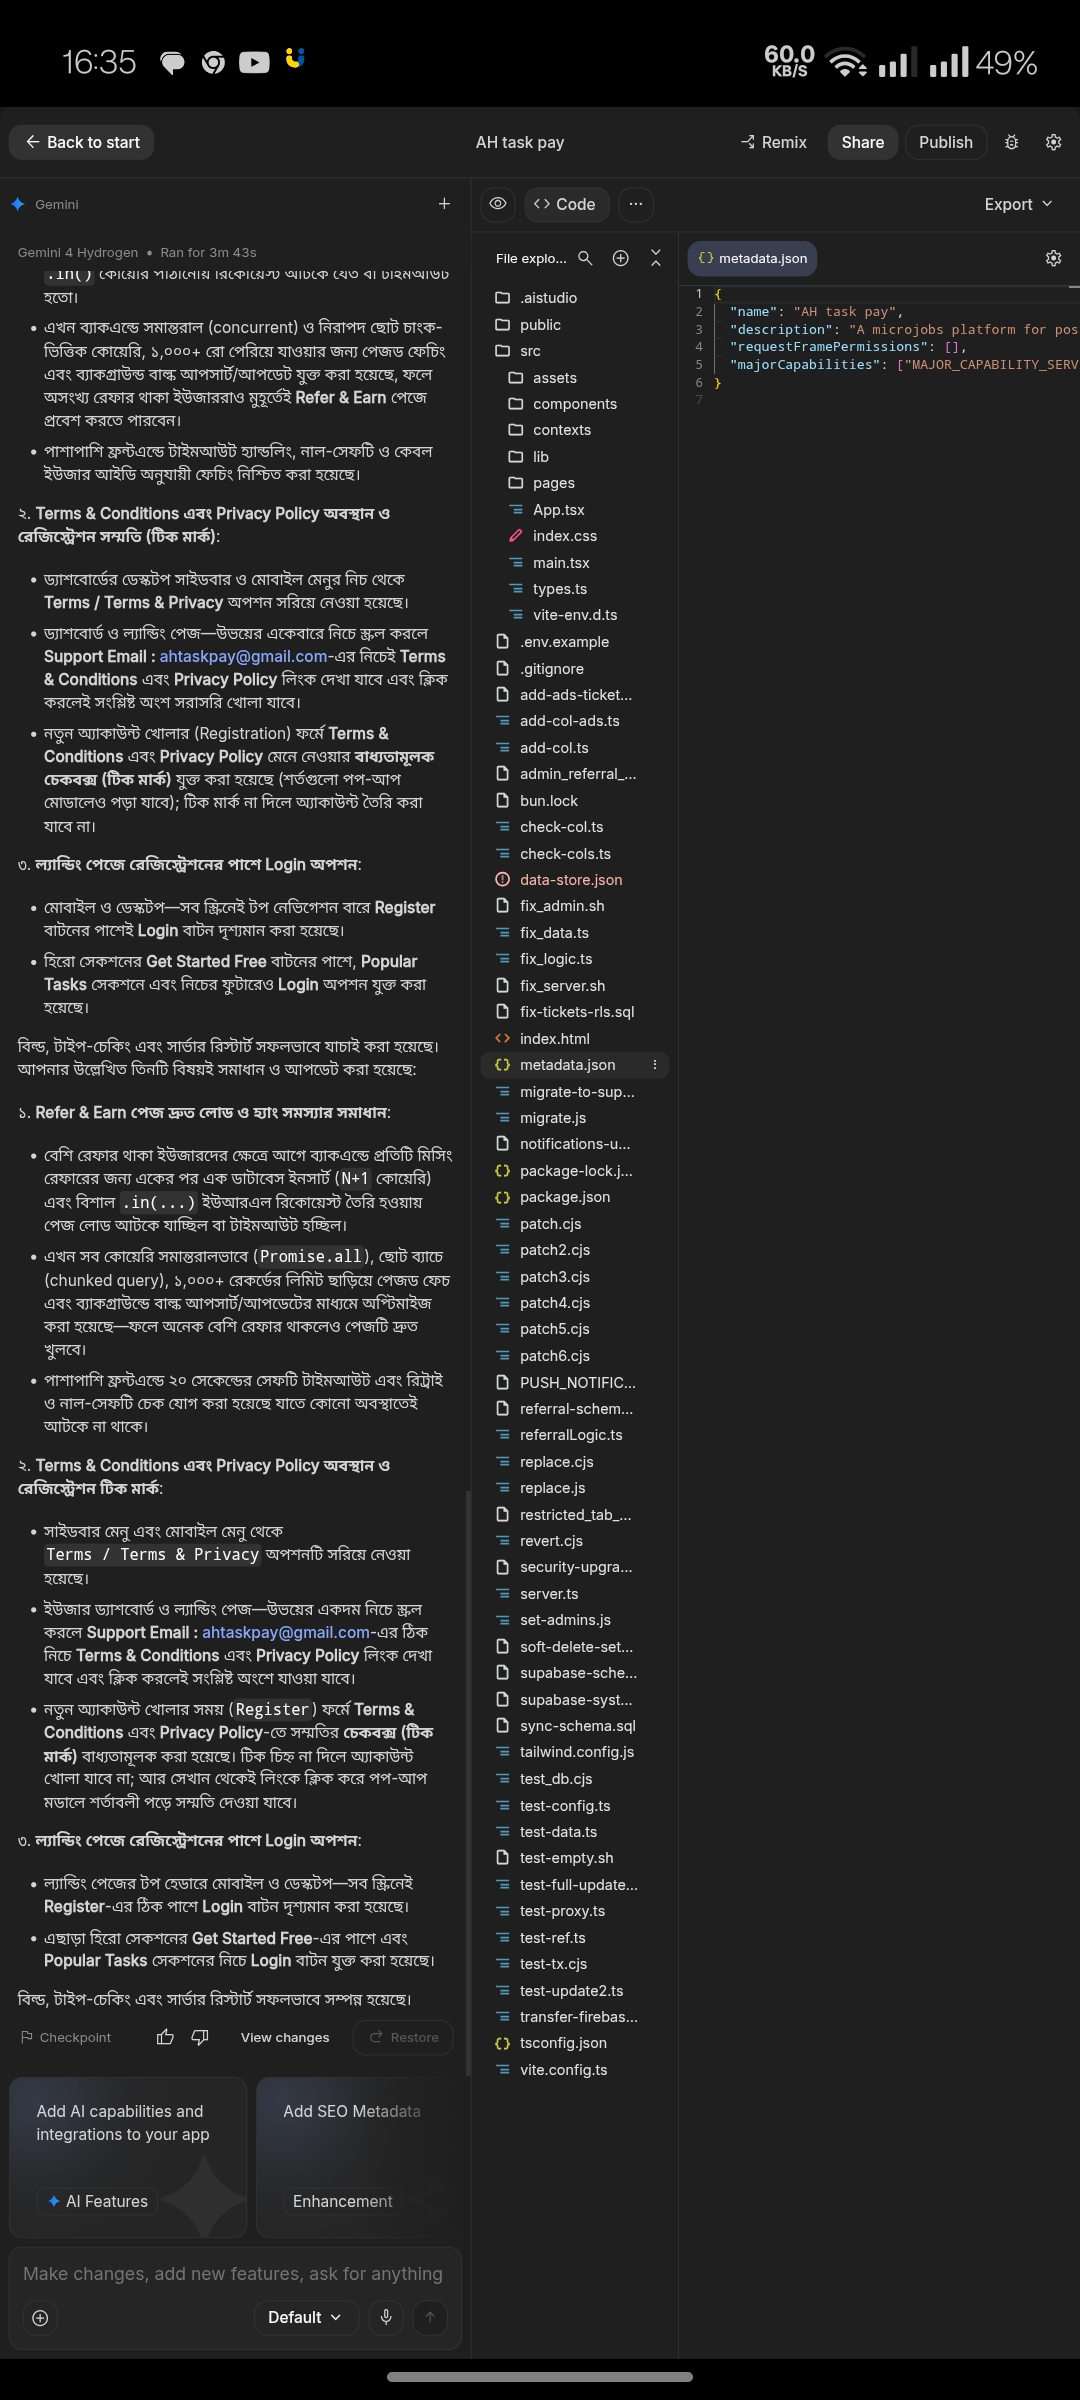 16:35
60.0
KB/S
49%
Back to start
AH task pay
Remix
Share
Publish
Gemini
Code
Export
Gemini 4 Hydrogen • Ran for 3m 43s
.in() কোয়েরি পাঠানোয় রিকোয়েস্ট আটকে যেত বা টাইমআউট
হতো।
• এখন ব্যাকএন্ডে সমান্তরাল (concurrent) ও নিরাপদ ছোট চাংক-
ভিত্তিক কোয়েরি, ১,০০০+ রো পেরিয়ে যাওয়ার জন্য পেজড ফেচিং
এবং ব্যাকগ্রাউন্ড বাল্ক আপসার্ট/আপডেট যুক্ত করা হয়েছে, ফলে
অসংখ্য রেফার থাকা ইউজাররাও মুহূর্তেই Refer & Earn পেজে
প্রবেশ করতে পারবেন।
• পাশাপাশি ফ্রন্টএন্ডে টাইমআউট হ্যান্ডলিং, নাল-সেফটি ও কেবল
ইউজার আইডি অনুযায়ী ফেচিং নিশ্চিত করা হয়েছে।
২. Terms & Conditions এবং Privacy Policy অবস্থান ও
রেজিস্ট্রেশন সম্মতি (টিক মার্ক):
• ড্যাশবোর্ডের ডেস্কটপ সাইডবার ও মোবাইল মেনুর নিচ থেকে
Terms / Terms & Privacy অপশন সরিয়ে নেওয়া হয়েছে।
• ড্যাশবোর্ড ও ল্যান্ডিং পেজ—উভয়ের একেবারে নিচে স্ক্রল করলে
Support Email : ahtaskpay@gmail.com-এর নিচেই Terms
& Conditions এবং Privacy Policy লিংক দেখা যাবে এবং ক্লিক
করলেই সংশ্লিষ্ট অংশ সরাসরি খোলা যাবে।
• নতুন অ্যাকাউন্ট খোলার (Registration) ফর্মে Terms &
Conditions এবং Privacy Policy মেনে নেওয়ার বাধ্যতামূলক
চেকবক্স (টিক মার্ক) যুক্ত করা হয়েছে (শর্তগুলো পপ-আপ
মোডালেও পড়া যাবে); টিক মার্ক না দিলে অ্যাকাউন্ট তৈরি করা
যাবে না।
৩. ল্যান্ডিং পেজে রেজিস্ট্রেশনের পাশে Login অপশন:
• মোবাইল ও ডেস্কটপ—সব স্ক্রিনেই টপ নেভিগেশন বারে Register
বাটনের পাশেই Login বাটন দৃশ্যমান করা হয়েছে।
• হিরো সেকশনের Get Started Free বাটনের পাশে, Popular
Tasks সেকশনে এবং নিচের ফুটারেও Login অপশন যুক্ত করা
হয়েছে।
বিল্ড, টাইপ-চেকিং এবং সার্ভার রিস্টার্ট সফলভাবে যাচাই করা হয়েছে।
আপনার উল্লেখিত তিনটি বিষয়ই সমাধান ও আপডেট করা হয়েছে:
১. Refer & Earn পেজ দ্রুত লোড ও হ্যাং সমস্যার সমাধান:
• বেশি রেফার থাকা ইউজারদের ক্ষেত্রে আগে ব্যাকএন্ডে প্রতিটি মিসিং
রেফারের জন্য একের পর এক ডাটাবেস ইনসার্ট (N+1 কোয়েরি)
এবং বিশাল .in(...) ইউআরএল রিকোয়েস্ট তৈরি হওয়ায়
পেজ লোড আটকে যাচ্ছিল বা টাইমআউট হচ্ছিল।
• এখন সব কোয়েরি সমান্তরালভাবে (Promise.all), ছোট ব্যাচে
(chunked query), ১,০০০+ রেকর্ডের লিমিট ছাড়িয়ে পেজড ফেচ
এবং ব্যাকগ্রাউন্ডে বাল্ক আপসার্ট/আপডেটের মাধ্যমে অপ্টিমাইজ
করা হয়েছে—ফলে অনেক বেশি রেফার থাকলেও পেজটি দ্রুত
খুলবে।
• পাশাপাশি ফ্রন্টএন্ডে ২০ সেকেন্ডের সেফটি টাইমআউট এবং রিট্রাই
ও নাল-সেফটি চেক যোগ করা হয়েছে যাতে কোনো অবস্থাতেই
আটকে না থাকে।
২. Terms & Conditions এবং Privacy Policy অবস্থান ও
রেজিস্ট্রেশন টিক মার্ক:
• সাইডবার মেনু এবং মোবাইল মেনু থেকে
Terms / Terms & Privacy অপশনটি সরিয়ে নেওয়া
হয়েছে।
• ইউজার ড্যাশবোর্ড ও ল্যান্ডিং পেজ—উভয়ের একদম নিচে স্ক্রল
করলে Support Email : ahtaskpay@gmail.com-এর ঠিক
নিচে Terms & Conditions এবং Privacy Policy লিংক দেখা
যাবে এবং ক্লিক করলেই সংশ্লিষ্ট অংশে যাওয়া যাবে।
• নতুন অ্যাকাউন্ট খোলার সময় (Register) ফর্মে Terms &
Conditions এবং Privacy Policy-তে সম্মতির চেকবক্স (টিক
মার্ক) বাধ্যতামূলক করা হয়েছে। টিক চিহ্ন না দিলে অ্যাকাউন্ট
খোলা যাবে না; আর সেখান থেকেই লিংকে ক্লিক করে পপ-আপ
মডালে শর্তাবলী পড়ে সম্মতি দেওয়া যাবে।
৩. ল্যান্ডিং পেজে রেজিস্ট্রেশনের পাশে Login অপশন:
• ল্যান্ডিং পেজের টপ হেডারে মোবাইল ও ডেস্কটপ—সব স্ক্রিনেই
Register-এর ঠিক পাশে Login বাটন দৃশ্যমান করা হয়েছে।
• এছাড়া হিরো সেকশনের Get Started Free-এর পাশে এবং
Popular Tasks সেকশনের নিচে Login বাটন যুক্ত করা হয়েছে।
বিল্ড, টাইপ-চেকিং এবং সার্ভার রিস্টার্ট সফলভাবে সম্পন্ন হয়েছে।
Checkpoint
View changes
Restore
Add AI capabilities and
integrations to your app
AI Features
Add SEO Metadata
Enhancement
Make changes, add new features, ask for anything
Default
File explo...
.aistudio
public
src
assets
components
contexts
lib
pages
App.tsx
index.css
main.tsx
types.ts
vite-env.d.ts
.env.example
.gitignore
add-ads-ticket...
add-col-ads.ts
add-col.ts
admin_referral_...
bun.lock
check-col.ts
check-cols.ts
data-store.json
fix_admin.sh
fix_data.ts
fix_logic.ts
fix_server.sh
fix-tickets-rls.sql
index.html
metadata.json
migrate-to-sup...
migrate.js
notifications-u...
package-lock.j...
package.json
patch.cjs
patch2.cjs
patch3.cjs
patch4.cjs
patch5.cjs
patch6.cjs
PUSH_NOTIFIC...
referral-schem...
referralLogic.ts
replace.cjs
replace.js
restricted_tab_...
revert.cjs
security-upgra...
server.ts
set-admins.js
soft-delete-set...
supabase-sche...
supabase-syst...
sync-schema.sql
tailwind.config.js
test_db.cjs
test-config.ts
test-data.ts
test-empty.sh
test-full-update...
test-proxy.ts
test-ref.ts
test-tx.cjs
test-update2.ts
transfer-firebas...
tsconfig.json
vite.config.ts
{} metadata.json
1 {
2 "name": "AH task pay",
3 "description": "A microjobs platform for pos
4 "requestFramePermissions": [],
5 "majorCapabilities": ["MAJOR_CAPABILITY_SERV
6 }
7